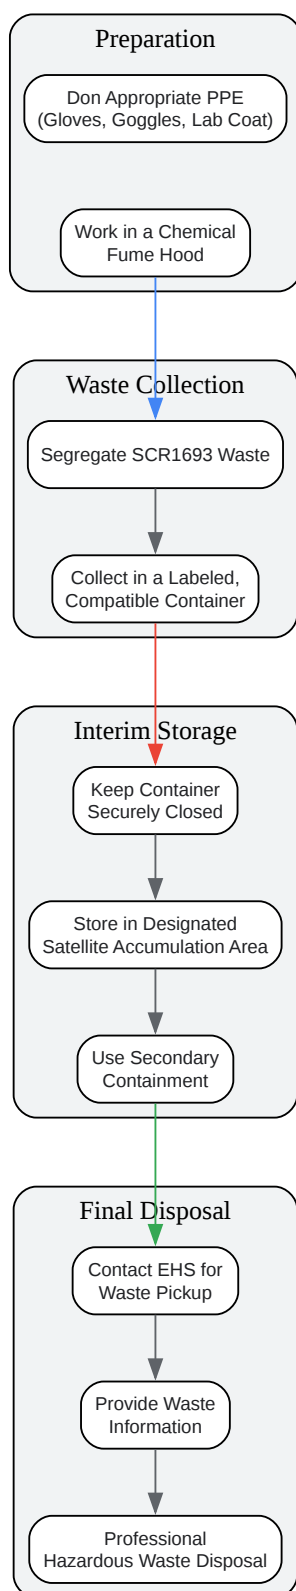 Preparation
Don Appropriate PPE
(Gloves, Goggles, Lab Coat)
Work in a Chemical
Fume Hood
Waste Collection
Segregate SCR1693 Waste
Collect in a Labeled,
Compatible Container
Interim Storage
Keep Container
Securely Closed
Store in Designated
Satellite Accumulation Area
Use Secondary
Containment
Final Disposal
Contact EHS for
Waste Pickup
Provide Waste
Information
Professional
Hazardous Waste Disposal